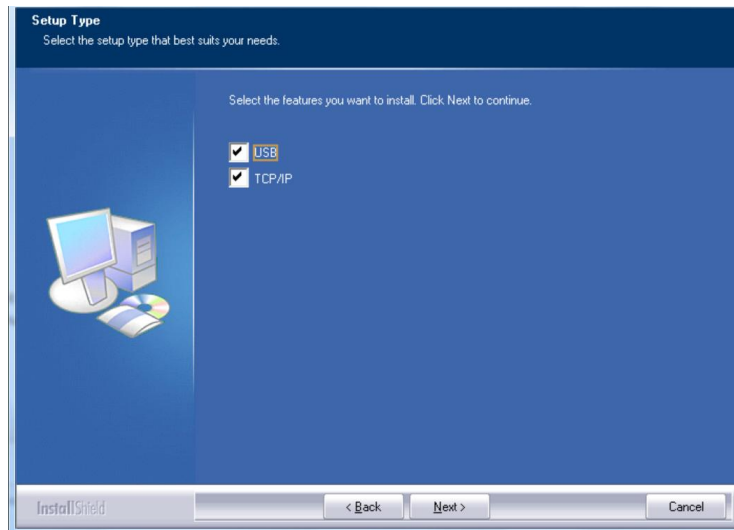 Setup Type
Select the setup type that best suits your needs.
Select the features you want to install. Click Next to continue.
USB
TCP/IP
InstallShield
< Back
Next >
Cancel